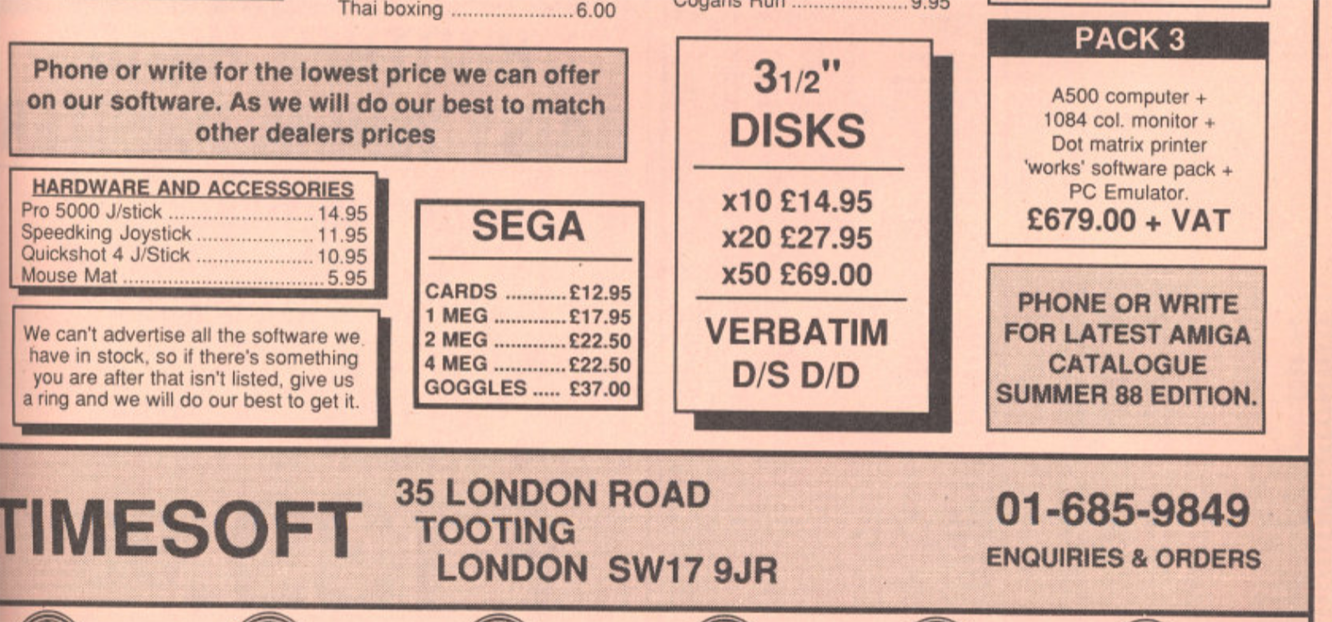 Thai boxing ........................ 6.00
Cogans Run ........................ 9.95
Phone or write for the lowest price we can offer
on our software. As we will do our best to match
other dealers prices
HARDWARE AND ACCESSORIES
Pro 5000 J/stick ........................ 14.95
Speedking Joystick ................... 11.95
Quickshot 4 J/Stick .................... 10.95
Mouse Mat ................................. 5.95
We can't advertise all the software we
have in stock, so if there's something
you are after that isn't listed, give us
a ring and we will do our best to get it.
SEGA
CARDS ...........£12.95
1 MEG .............£17.95
2 MEG .............£22.50
4 MEG .............£22.50
GOGGLES ..... £37.00
31/2"
DISKS
x10 £14.95
x20 £27.95
x50 £69.00
VERBATIM
D/S D/D
PACK 3
A500 computer +
1084 col. monitor +
Dot matrix printer
'works' software pack +
PC Emulator.
£679.00 + VAT
PHONE OR WRITE
FOR LATEST AMIGA
CATALOGUE
SUMMER 88 EDITION.
TIMESOFT
35 LONDON ROAD
TOOTING
LONDON SW17 9JR
01-685-9849
ENQUIRIES & ORDERS